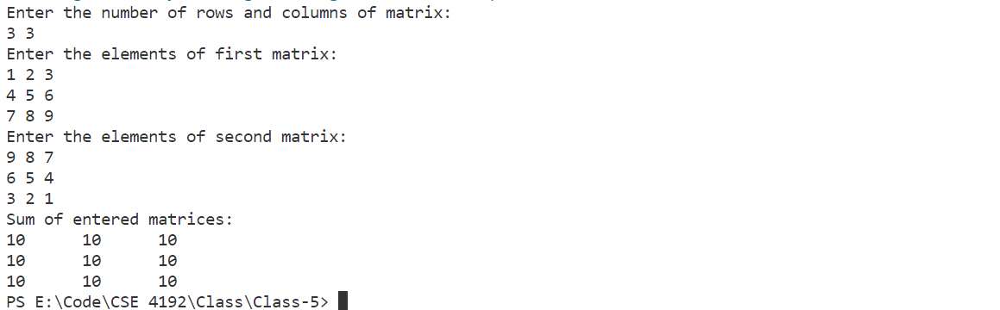 Enter the number of rows and columns of matrix:
3 3
Enter the elements of first matrix:
1 2 3
4 5 6
7 8 9
Enter the elements of second matrix:
9 8 7
6 5 4
3 2 1
Sum of entered matrices:
10      10      10
10      10      10
10      10      10
PS E:\Code\CSE 4192\Class\Class-5>